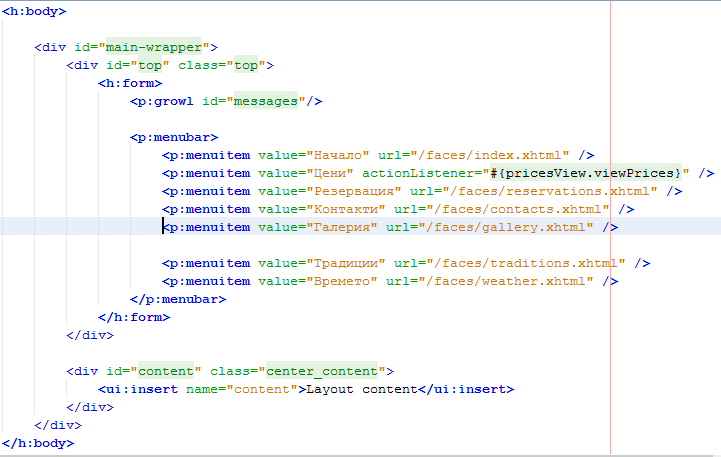 <h:body>
<div id="main-wrapper">
<div id="top" class="top">
<h:form>
<p:growl id="messages"/>
<p:menubar>
<p:menuitem value="Начало" url="/faces/index.xhtml" />
<p:menuitem value="Цени" actionListener="#{pricesView.viewPrices}" />
<p:menuitem value="Резервация" url="/faces/reservations.xhtml" />
<p:menuitem value="Контакти" url="/faces/contacts.xhtml" />
<p:menuitem value="Галерия" url="/faces/gallery.xhtml" />
<p:menuitem value="Традиции" url="/faces/traditions.xhtml" />
<p:menuitem value="Времето" url="/faces/weather.xhtml" />
</p:menubar>
</h:form>
</div>
<div id="content" class="center_content">
<ui:insert name="content">Layout content</ui:insert>
</div>
</div>
</h:body>